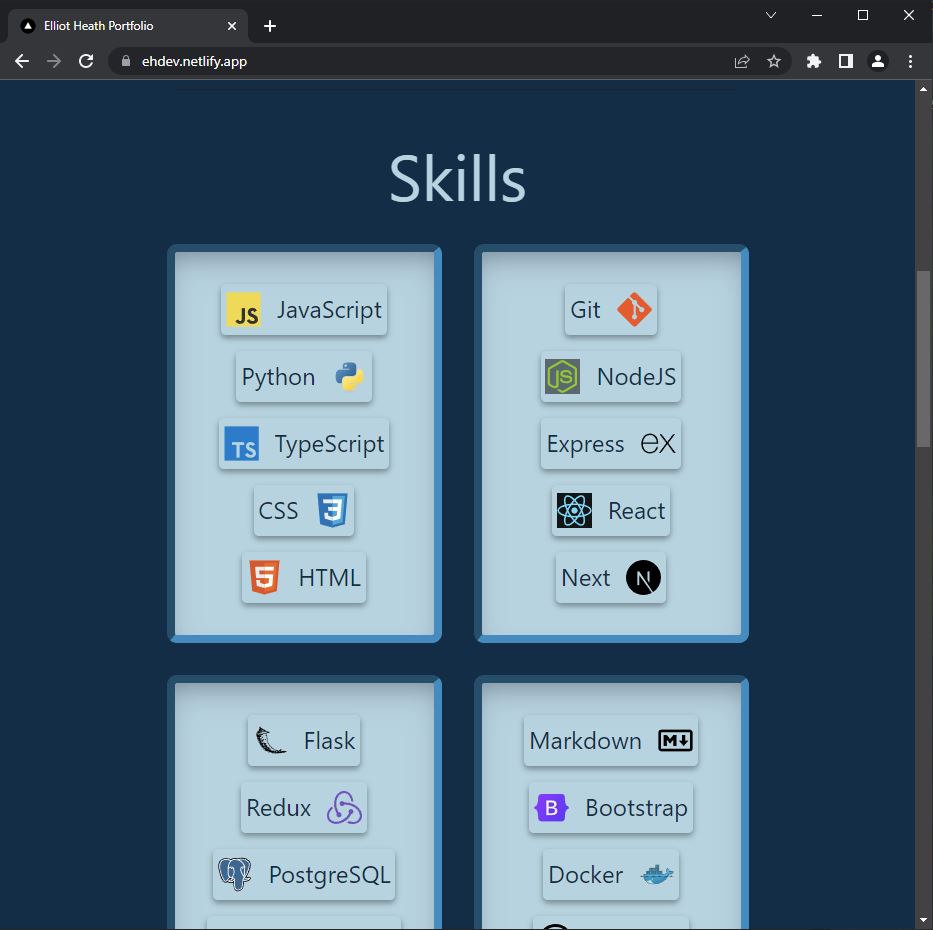 Elliot Heath Portfolio
ehdev.netlify.app
Skills
JS JavaScript
Python
TS TypeScript
CSS 3
5 HTML
Git
JS NodeJS
Express ex
React
Next N
Flask
Redux
PostgreSQL
Markdown M
B Bootstrap
Docker